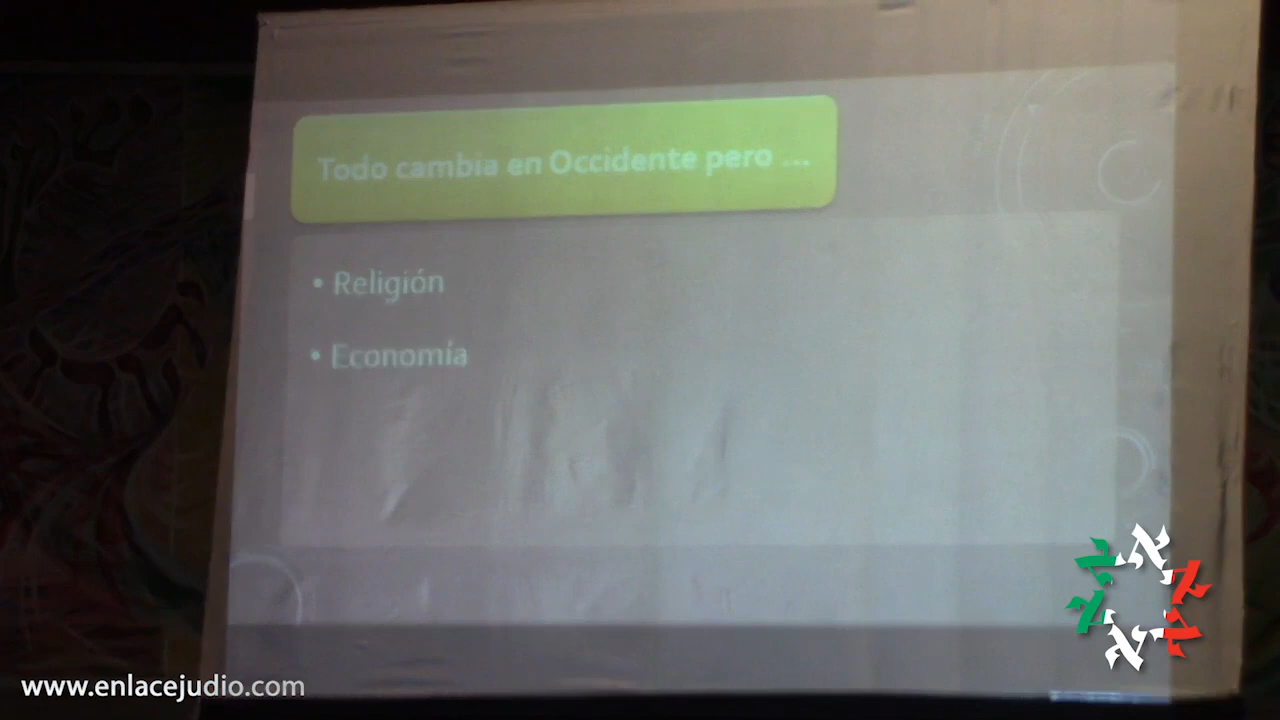 Todo cambia en Occidente pero ...
• Religión
• Economía
www.enlacejudio.com